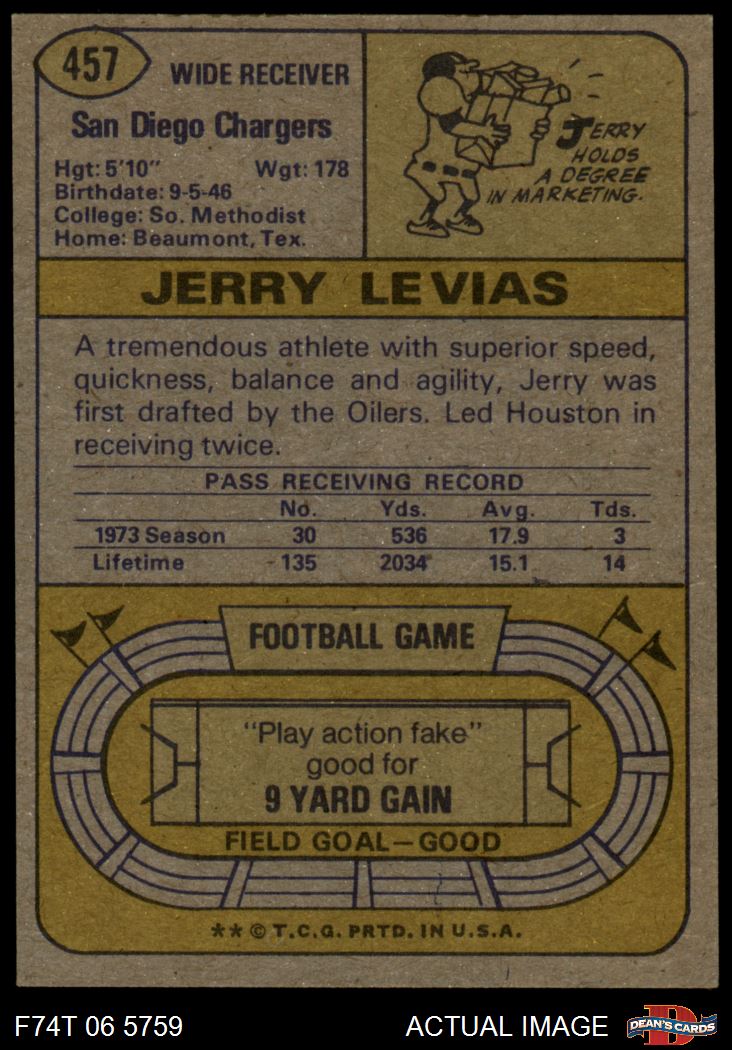 457
WIDE RECEIVER
San Diego Chargers
Hgt: 5'10" Wgt: 178
Birthdate: 9-5-46
College: So. Methodist
Home: Beaumont, Tex.
JERRY
HOLDS
A DEGREE
IN MARKETING.
JERRY LEVIAS
A tremendous athlete with superior speed,
quickness, balance and agility, Jerry was
first drafted by the Oilers. Led Houston in
receiving twice.
PASS RECEIVING RECORD
No. Yds. Avg. Tds.
1973 Season 30 536 17.9 3
Lifetime 135 2034 15.1 14
FOOTBALL GAME
"Play action fake"
good for
9 YARD GAIN
FIELD GOAL—GOOD
** © T.C.G. PRTD. IN U.S.A.
F74T 06 5759 ACTUAL IMAGE
D
DEAN'S CARDS